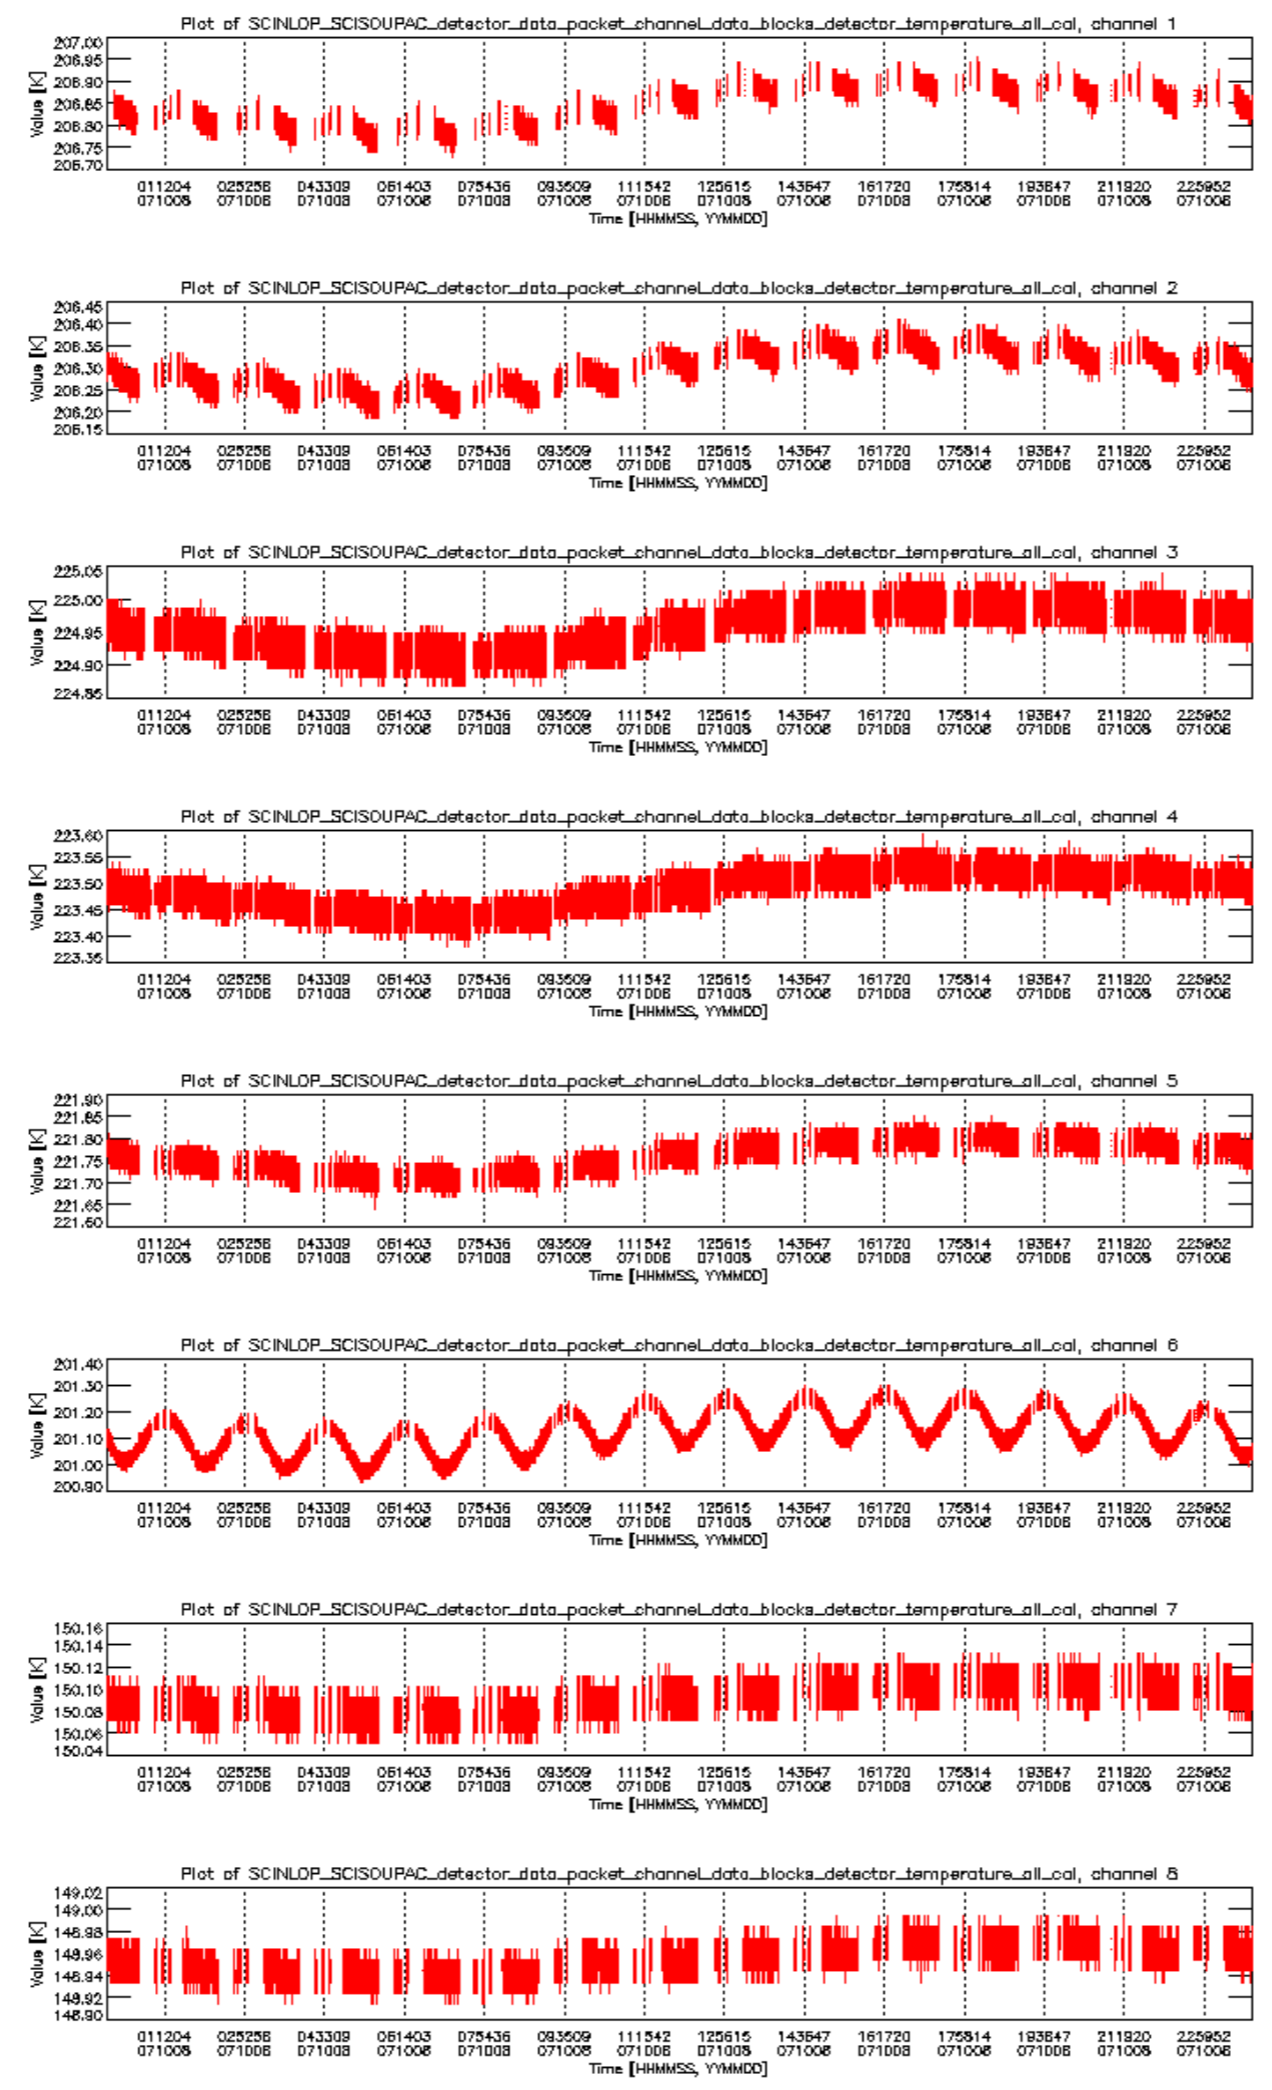 Plot of SCINLOP_SCISOUPAC_detector_data_packet_channel_data_blocks_detector_temperature_all_cal, channel 1
Value [K]
207.00
206.95
206.90
206.85
206.80
206.75
206.70
011204 025256 043309 061403 075436 093509 111542 125615 143647 161720 175814 193847 211920 225952
071008 071008 071008 071008 071008 071008 071008 071008 071008 071008 071008 071008 071008 071008
Time [HHMMSS, YYMMDD]
Plot of SCINLOP_SCISOUPAC_detector_data_packet_channel_data_blocks_detector_temperature_all_cal, channel 2
Value [K]
206.45
206.40
206.35
206.30
206.25
206.20
206.15
011204 025256 043309 061403 075436 093509 111542 125615 143647 161720 175814 193847 211920 225952
071008 071008 071008 071008 071008 071008 071008 071008 071008 071008 071008 071008 071008 071008
Time [HHMMSS, YYMMDD]
Plot of SCINLOP_SCISOUPAC_detector_data_packet_channel_data_blocks_detector_temperature_all_cal, channel 3
Value [K]
225.05
225.00
224.95
224.90
224.85
011204 025256 043309 061403 075436 093509 111542 125615 143647 161720 175814 193847 211920 225952
071008 071008 071008 071008 071008 071008 071008 071008 071008 071008 071008 071008 071008 071008
Time [HHMMSS, YYMMDD]
Plot of SCINLOP_SCISOUPAC_detector_data_packet_channel_data_blocks_detector_temperature_all_cal, channel 4
Value [K]
223.60
223.55
223.50
223.45
223.40
223.35
011204 025256 043309 061403 075436 093509 111542 125615 143647 161720 175814 193847 211920 225952
071008 071008 071008 071008 071008 071008 071008 071008 071008 071008 071008 071008 071008 071008
Time [HHMMSS, YYMMDD]
Plot of SCINLOP_SCISOUPAC_detector_data_packet_channel_data_blocks_detector_temperature_all_cal, channel 5
Value [K]
221.90
221.85
221.80
221.75
221.70
221.65
221.60
011204 025256 043309 061403 075436 093509 111542 125615 143647 161720 175814 193847 211920 225952
071008 071008 071008 071008 071008 071008 071008 071008 071008 071008 071008 071008 071008 071008
Time [HHMMSS, YYMMDD]
Plot of SCINLOP_SCISOUPAC_detector_data_packet_channel_data_blocks_detector_temperature_all_cal, channel 6
Value [K]
201.40
201.30
201.20
201.10
201.00
200.90
011204 025256 043309 061403 075436 093509 111542 125615 143647 161720 175814 193847 211920 225952
071008 071008 071008 071008 071008 071008 071008 071008 071008 071008 071008 071008 071008 071008
Time [HHMMSS, YYMMDD]
Plot of SCINLOP_SCISOUPAC_detector_data_packet_channel_data_blocks_detector_temperature_all_cal, channel 7
Value [K]
150.16
150.14
150.12
150.10
150.08
150.06
150.04
011204 025256 043309 061403 075436 093509 111542 125615 143647 161720 175814 193847 211920 225952
071008 071008 071008 071008 071008 071008 071008 071008 071008 071008 071008 071008 071008 071008
Time [HHMMSS, YYMMDD]
Plot of SCINLOP_SCISOUPAC_detector_data_packet_channel_data_blocks_detector_temperature_all_cal, channel 8
Value [K]
149.02
149.00
148.98
148.96
148.94
148.92
148.90
011204 025256 043309 061403 075436 093509 111542 125615 143647 161720 175814 193847 211920 225952
071008 071008 071008 071008 071008 071008 071008 071008 071008 071008 071008 071008 071008 071008
Time [HHMMSS, YYMMDD]